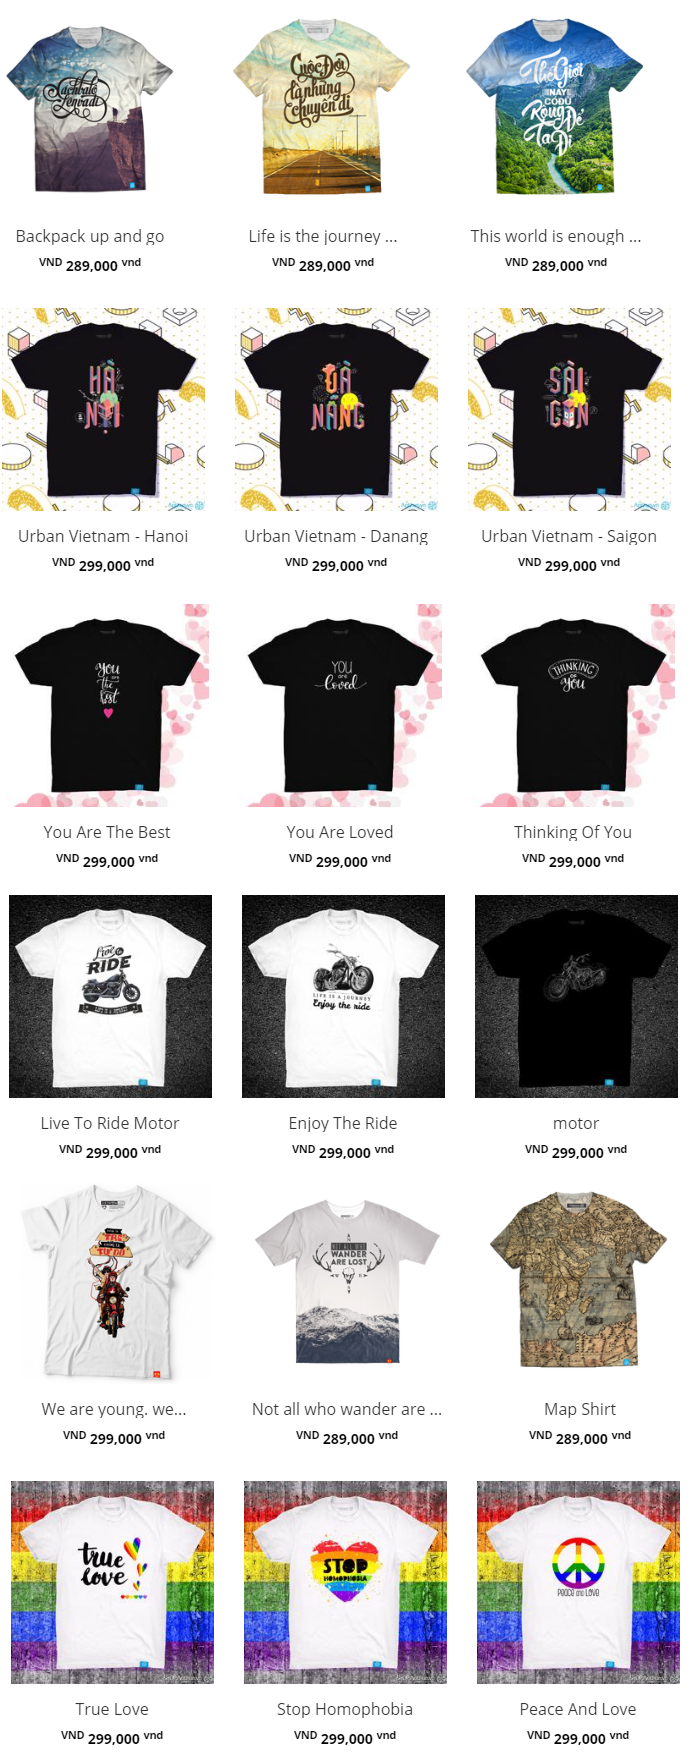 Xách balô
lên và đi
Cuộc Đời
là những
chuyến đi
Thế Giới
NÀY
CÓ ĐỦ
Rộng Để
Ta Đi
Backpack up and go
Life is the journey ...
This world is enough ...
VND 289,000 vnd
VND 289,000 vnd
VND 289,000 vnd
HÀ
NỘI
ĐÀ
NẴNG
SÀI
GÒN
Urban Vietnam - Hanoi
Urban Vietnam - Danang
Urban Vietnam - Saigon
VND 299,000 vnd
VND 299,000 vnd
VND 299,000 vnd
You
are
The
Best
YOU
are
Loved
THINKING
OF
You
You Are The Best
You Are Loved
Thinking Of You
VND 299,000 vnd
VND 299,000 vnd
VND 299,000 vnd
Live to
RIDE
LIFE IS A JOURNEY
Enjoy the ride
Live To Ride Motor
Enjoy The Ride
motor
VND 299,000 vnd
VND 299,000 vnd
VND 299,000 vnd
TRẺ
TỰ DO
WANDER
ARE LOST
We are young. we...
Not all who wander are ...
Map Shirt
VND 299,000 vnd
VND 289,000 vnd
VND 289,000 vnd
true
love
STOP
HOMOPHOBIA
Peace and Love
True Love
Stop Homophobia
Peace And Love
VND 299,000 vnd
VND 299,000 vnd
VND 299,000 vnd